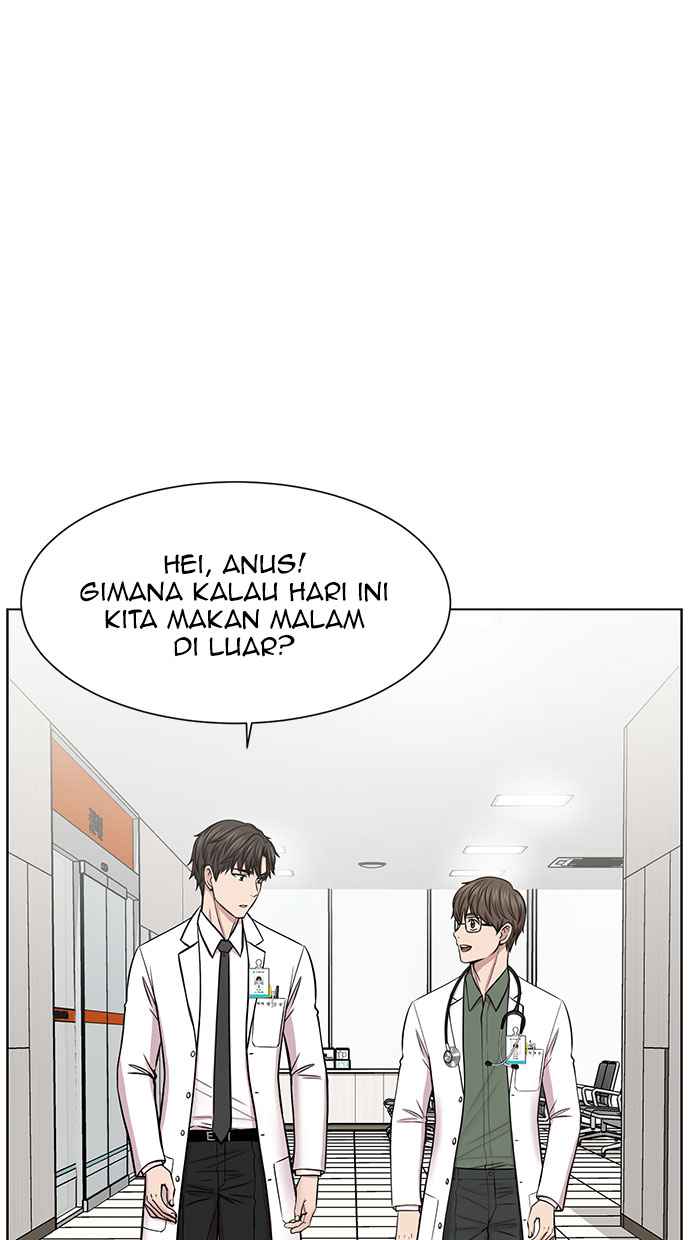 HEI, ANUS!
GIMANA KALAU HARI INI
KITA MAKAN MALAM
DI LUAR?